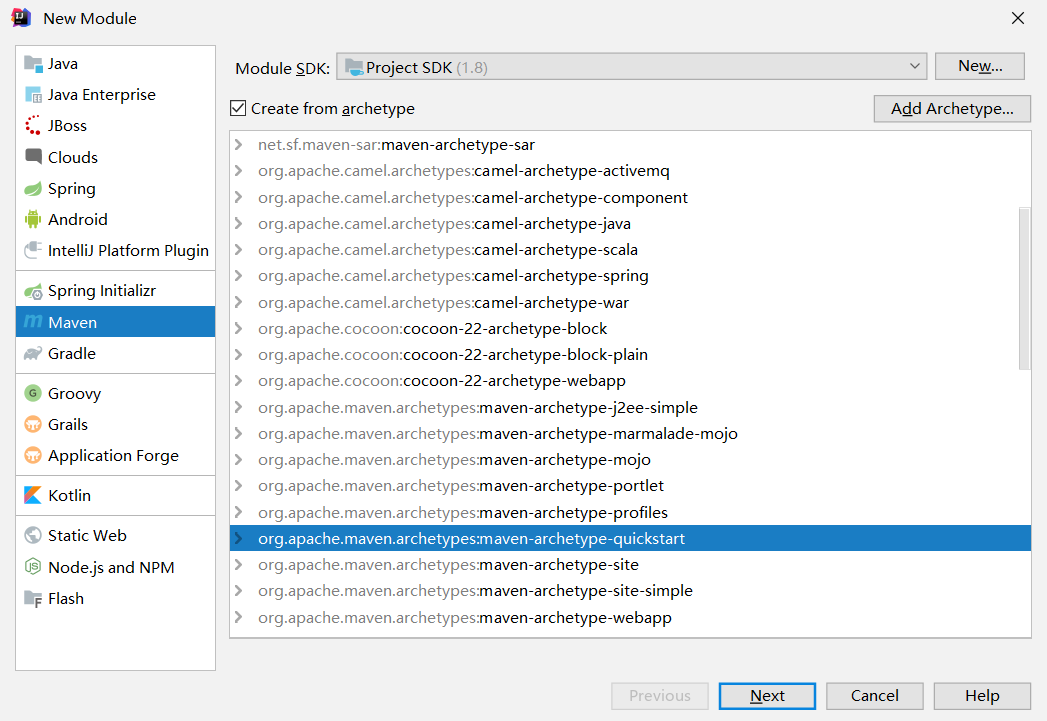 New Module
Java
Java Enterprise
JBoss
Clouds
Spring
Android
IntelliJ Platform Plugin
Spring Initializr
Maven
Gradle
Groovy
Grails
Application Forge
Kotlin
Static Web
Node.js and NPM
Flash
Module SDK: Project SDK (1.8) New...
Create from archetype Add Archetype...
net.sf.maven-sar:maven-archetype-sar
org.apache.camel.archetypes:camel-archetype-activemq
org.apache.camel.archetypes:camel-archetype-component
org.apache.camel.archetypes:camel-archetype-java
org.apache.camel.archetypes:camel-archetype-scala
org.apache.camel.archetypes:camel-archetype-spring
org.apache.camel.archetypes:camel-archetype-war
org.apache.cocoon:cocoon-22-archetype-block
org.apache.cocoon:cocoon-22-archetype-block-plain
org.apache.cocoon:cocoon-22-archetype-webapp
org.apache.maven.archetypes:maven-archetype-j2ee-simple
org.apache.maven.archetypes:maven-archetype-marmalade-mojo
org.apache.maven.archetypes:maven-archetype-mojo
org.apache.maven.archetypes:maven-archetype-portlet
org.apache.maven.archetypes:maven-archetype-profiles
org.apache.maven.archetypes:maven-archetype-quickstart
org.apache.maven.archetypes:maven-archetype-site
org.apache.maven.archetypes:maven-archetype-site-simple
org.apache.maven.archetypes:maven-archetype-webapp
Previous Next Cancel Help